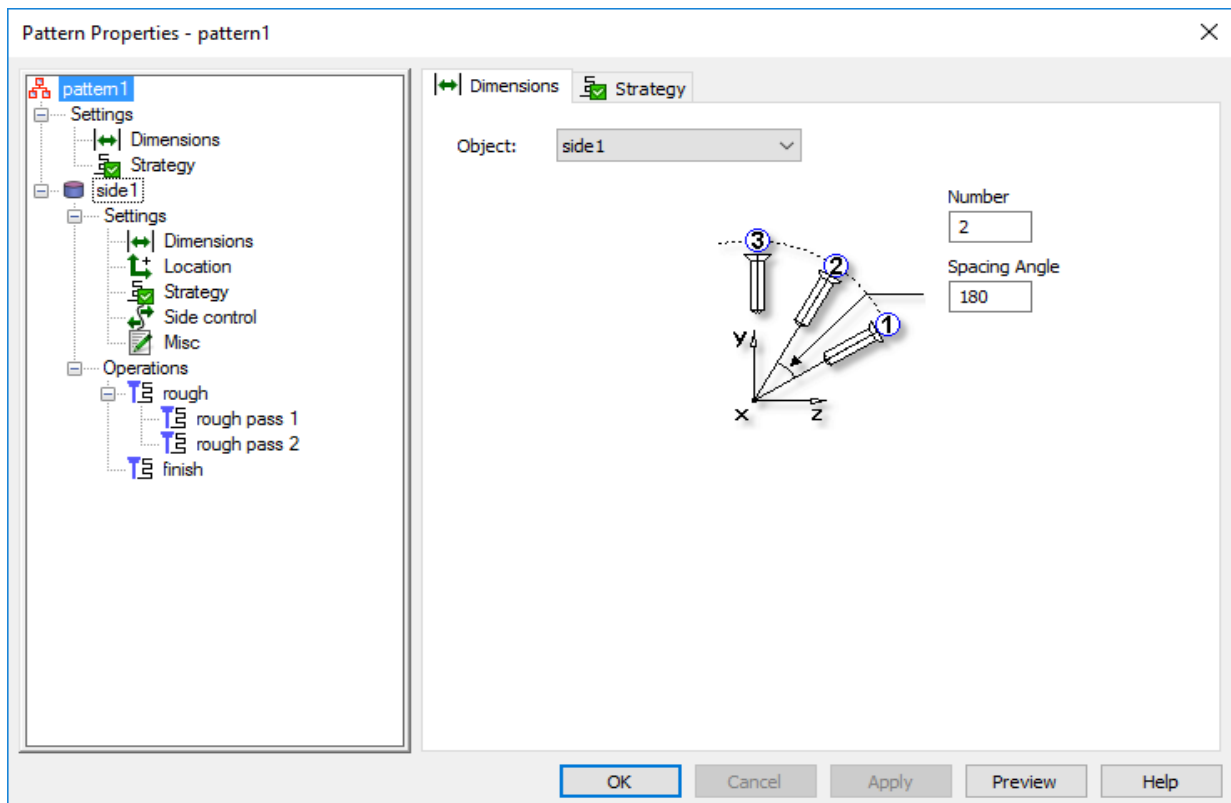 Pattern Properties - pattern1
pattern1
Settings
Dimensions
Strategy
side1
Settings
Dimensions
Location
Strategy
Side control
Misc
Operations
rough
rough pass 1
rough pass 2
finish
Dimensions Strategy
Object: side1
Number
2
Spacing Angle
180
3
2
1
y
x z
OK Cancel Apply Preview Help